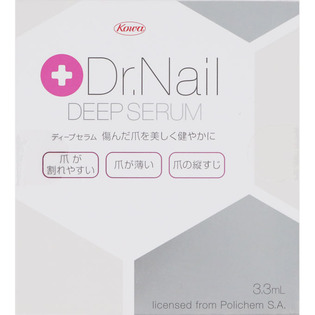 Kowa
Dr.Nail
DEEP SERUM
ディープセラム 傷んだ爪を美しく健やかに
爪が
割れやすい
爪が薄い
爪の縦すじ
3.3mL
licensed from Polichem S.A.